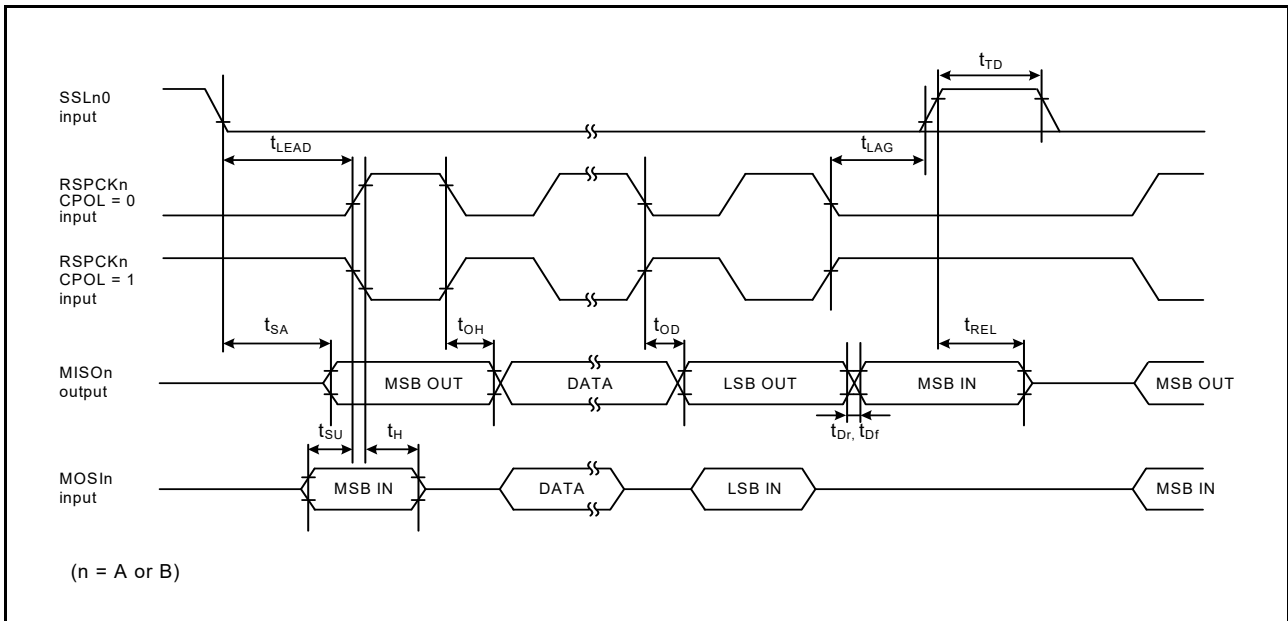 tTD
SSLn0
input
tLEAD
tLAG
RSPCKn
CPOL = 0
input
RSPCKn
CPOL = 1
input
tSA
tOH
tOD
tREL
MISOn
output
MSB OUT
DATA
LSB OUT
MSB IN
MSB OUT
tSU
tH
tDr, tDf
MOSIn
input
MSB IN
DATA
LSB IN
MSB IN
(n = A or B)